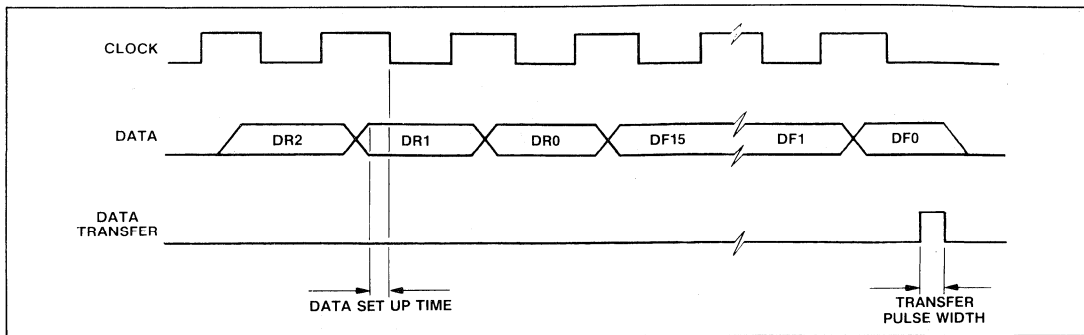 CLOCK
DATA
DR2
DR1
DR0
DF15
DF1
DF0
DATA
TRANSFER
DATA SET UP TIME
TRANSFER
PULSE WIDTH